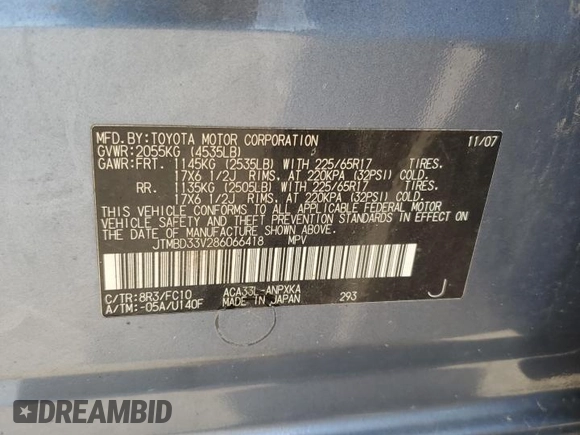 MFD.BY:TOYOTA MOTOR CORPORATION 11/07
GVWR:2055KG (4535LB)
GAWR:FRT. 1145KG (2535LB) WITH 225/65R17 TIRES.
17X6 1/2J RIMS. AT 220KPA (32PSI) COLD.
RR. 1135KG (2505LB) WITH 225/65R17 TIRES.
17X6 1/2J RIMS. AT 220KPA (32PSI) COLD.
THIS VEHICLE CONFORMS TO ALL APPLICABLE FEDERAL MOTOR
VEHICLE SAFETY AND THEFT PREVENTION STANDARDS IN EFFECT
ON THE DATE OF MANUFACTURE SHOWN ABOVE.
JTMBD33V286066418 MPV
C/TR:8R3/FC10 ACA33L-ANPXKA
A/TM:-05A/U140F MADE IN JAPAN 293 J
DREAMBID